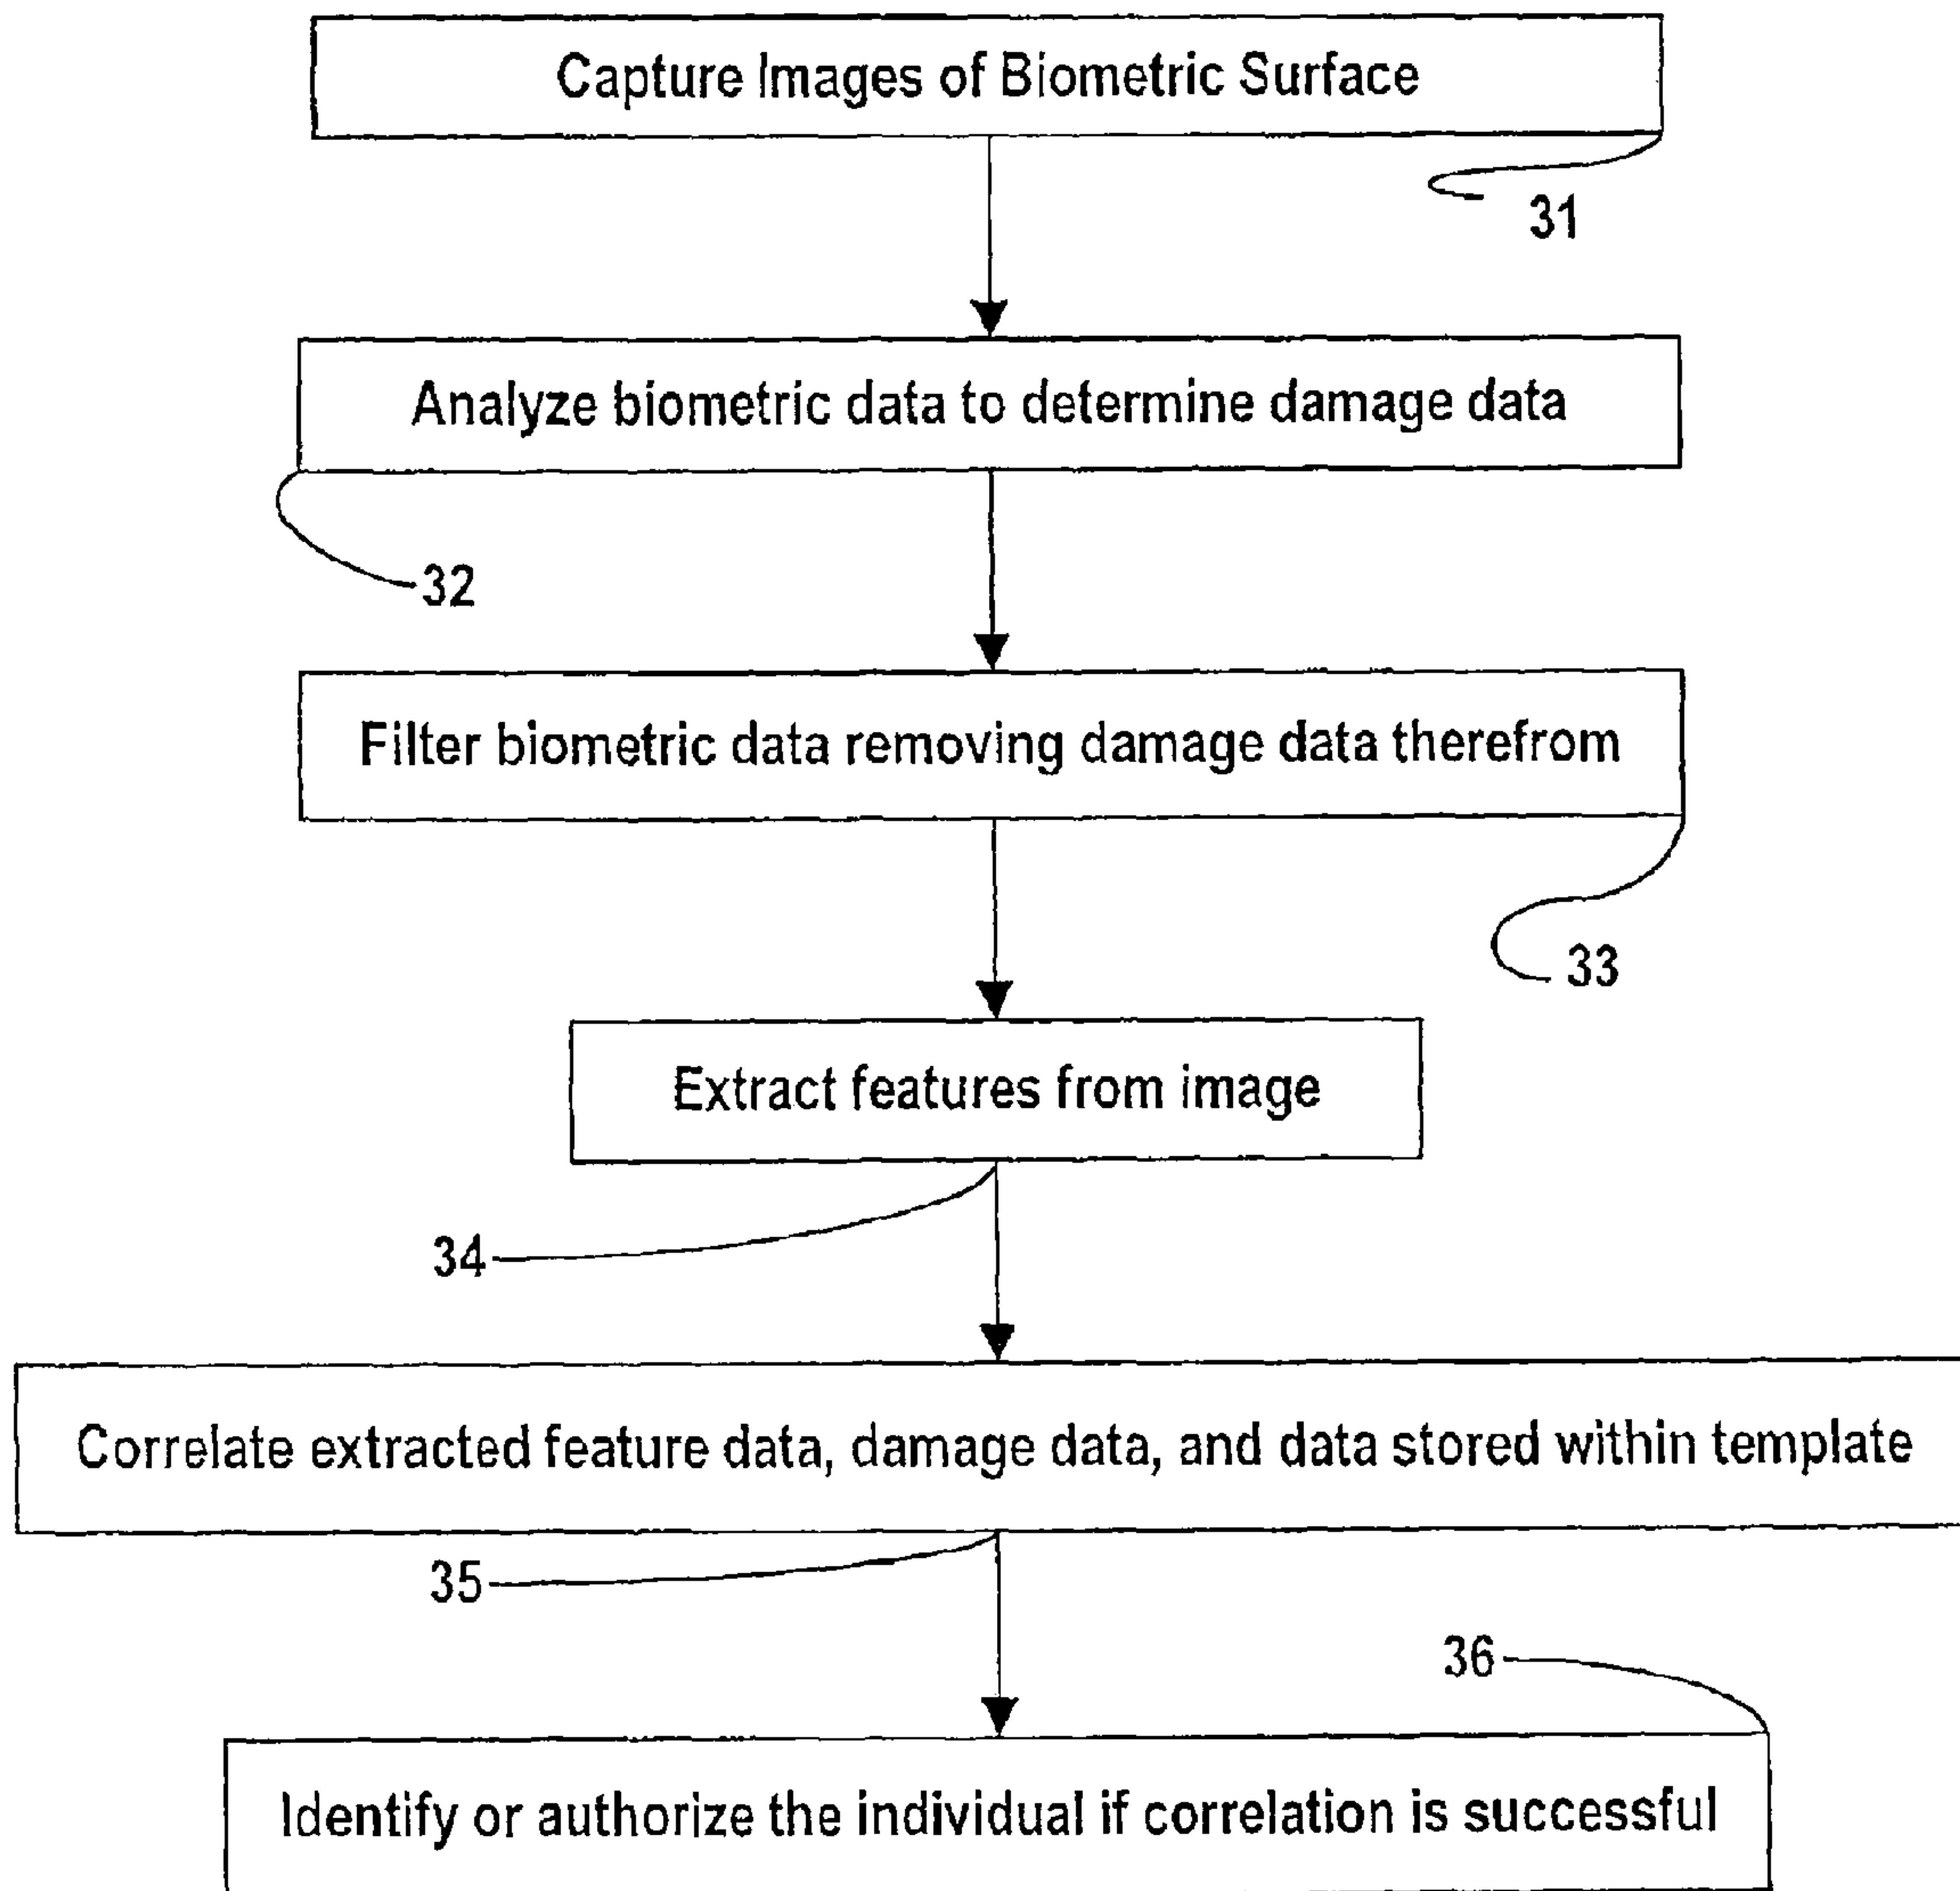 Capture Images of Biometric Surface
31
Analyze biometric data to determine damage data
32
Filter biometric data removing damage data therefrom
33
Extract features from image
34
Correlate extracted feature data, damage data, and data stored within template
35
36
Identify or authorize the individual if correlation is successful